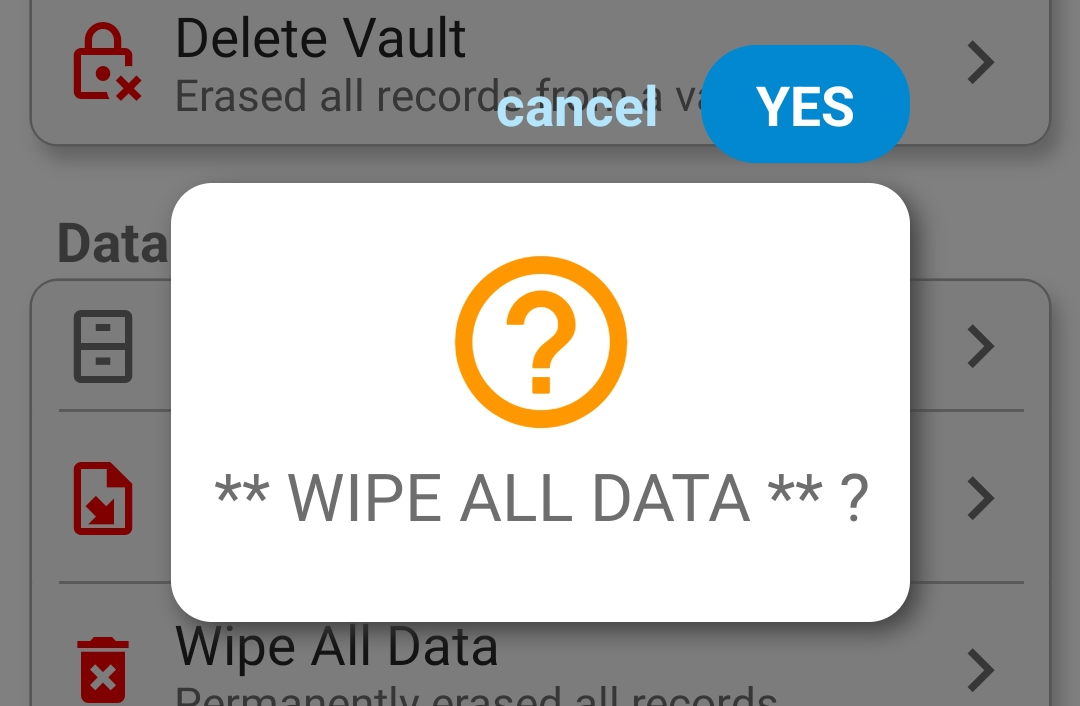 Delete Vault
Erased all records from a va
cancel
YES
Data
** WIPE ALL DATA ** ?
Wipe All Data
Permanently erased all records